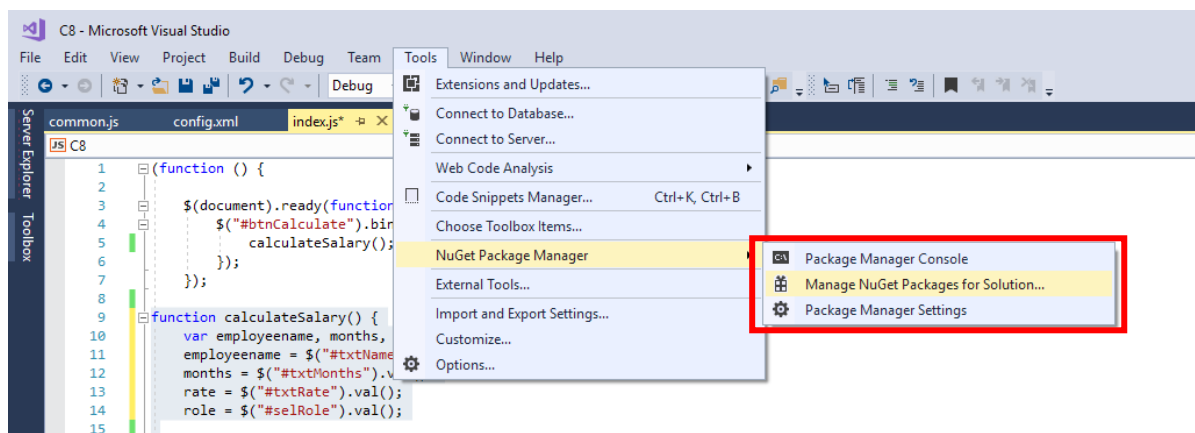 C8 - Microsoft Visual Studio
File Edit View Project Build Debug Team Tools Window Help
Debug
Extensions and Updates...
Connect to Database...
Connect to Server...
Web Code Analysis
Code Snippets Manager... Ctrl+K, Ctrl+B
Choose Toolbox Items...
NuGet Package Manager
External Tools...
Import and Export Settings...
Customize...
Options...
Package Manager Console
Manage NuGet Packages for Solution...
Package Manager Settings
Server Explorer
Toolbox
common.js config.xml index.js*
JS C8
1 (function () {
2
3 $(document).ready(function
4 $("#btnCalculate").bin
5 calculateSalary();
6 });
7 });
8
9 function calculateSalary() {
10 var employeename, months,
11 employeename = $("#txtName
12 months = $("#txtMonths").v
13 rate = $("#txtRate").val();
14 role = $("#selRole").val();
15